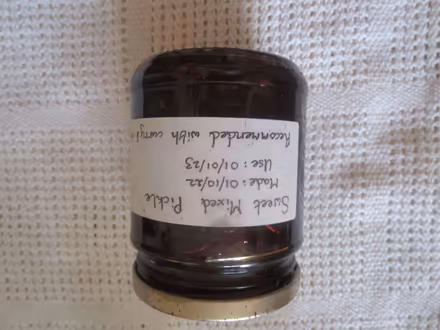 Sweet Mixed Pickle
Made: 01/10/22
Use: 01/01/23
Recommended with curry